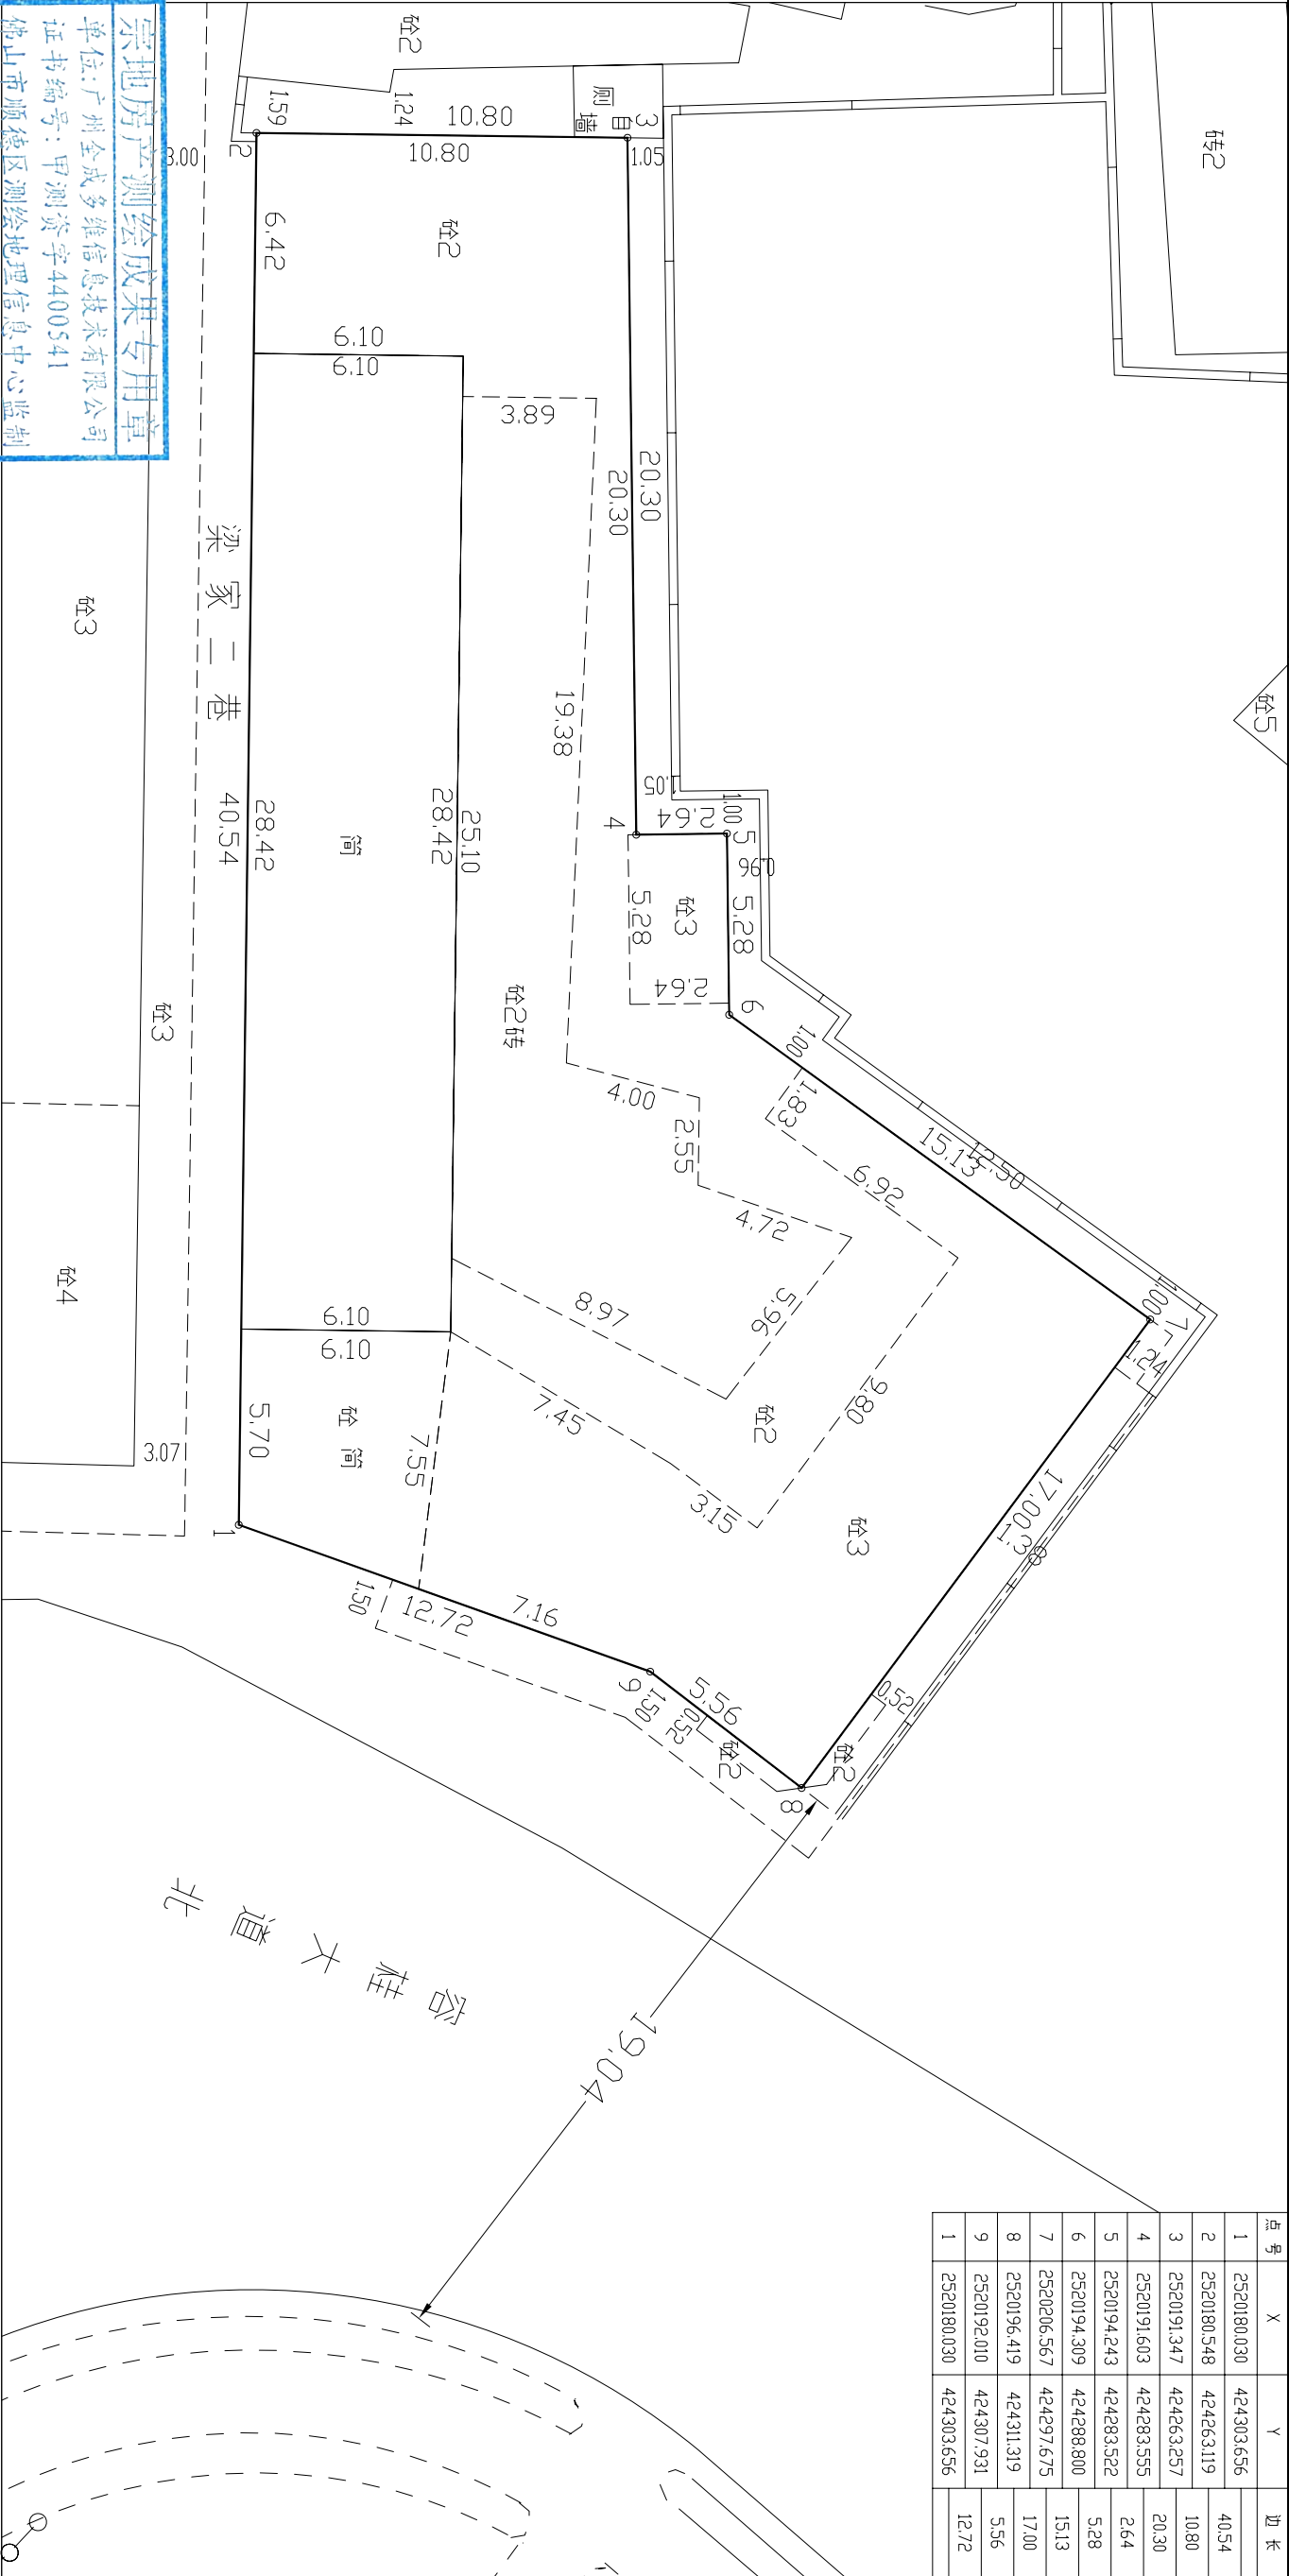 宗地房产测绘成果专用章
单位:广州全成多维信息技术有限公司
证书编号:甲测资字4400541
佛山市顺德区测绘地理信息中心监制
点号 X Y 边长
1 2520180.030 424303.656
40.54
2 2520180.548 424263.119
10.80
3 2520191.347 424263.257
20.30
4 2520191.603 424283.555
2.64
5 2520194.243 424283.522
5.28
6 2520194.309 424288.800
15.13
7 2520206.567 424297.675
17.00
8 2520196.419 424311.319
5.56
9 2520192.010 424307.931
12.72
1 2520180.030 424303.656
砖2
砼5
砼2
厕
自
墙
3
1.05
10.80
10.80
1.24
1.59
2
3.00
6.42
砼2
6.10
6.10
3.89
20.30
20.30
19.38
1.05
2.64
1.00
5
0.96
4
5.28
砼3
5.28
2.64
6
1.00
1.83
15.13
12.50
6.92
4.00
2.55
4.72
5.96
8.97
9.80
砼2
7.45
3.15
砼3
1.00
7
1.24
17.00
1.38
0.52
砼2
8
砼2
0.52
1.50
9
5.56
7.16
12.72
1.50
7.55
砼简
6.10
6.10
5.70
1
25.10
28.42
砼2砖
简
28.42
40.54
梁家二巷
砼3
砼3
砼4
3.07
容桂大道北
19.04